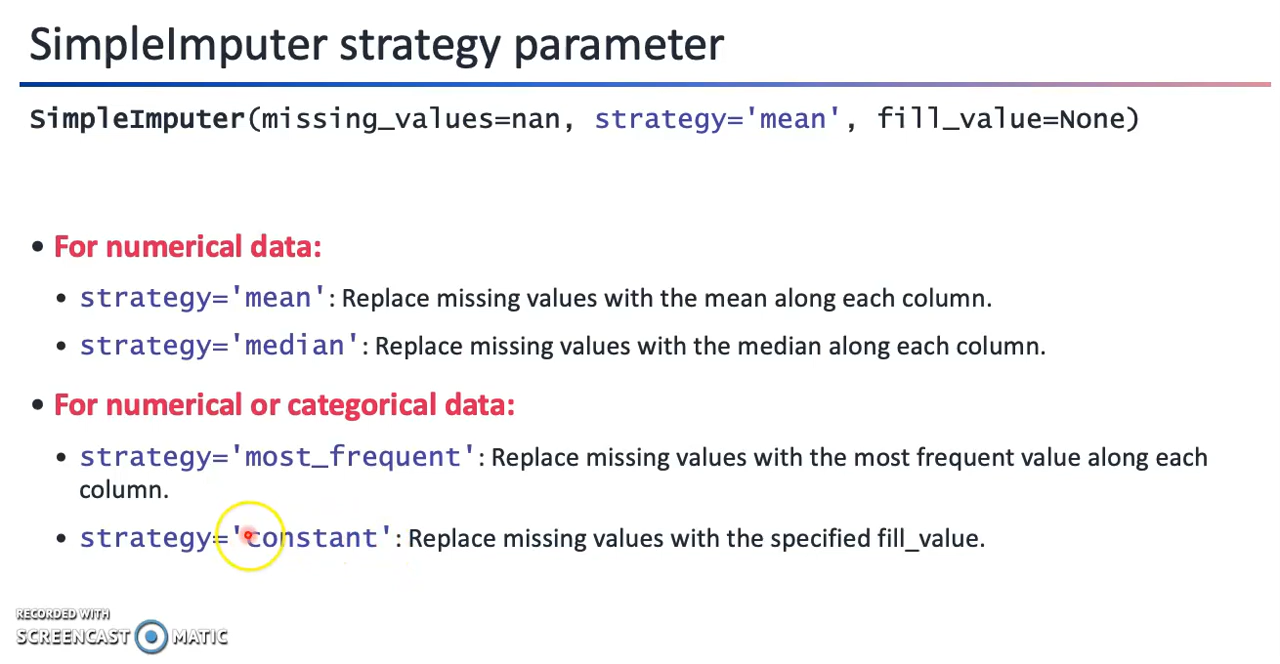 SimpleImputer strategy parameter
SimpleImputer(missing_values=nan, strategy='mean', fill_value=None)
• For numerical data:
• strategy='mean': Replace missing values with the mean along each column.
• strategy='median': Replace missing values with the median along each column.
• For numerical or categorical data:
• strategy='most_frequent': Replace missing values with the most frequent value along each
column.
• strategy='constant': Replace missing values with the specified fill_value.
RECORDED WITH
SCREENCAST MATIC